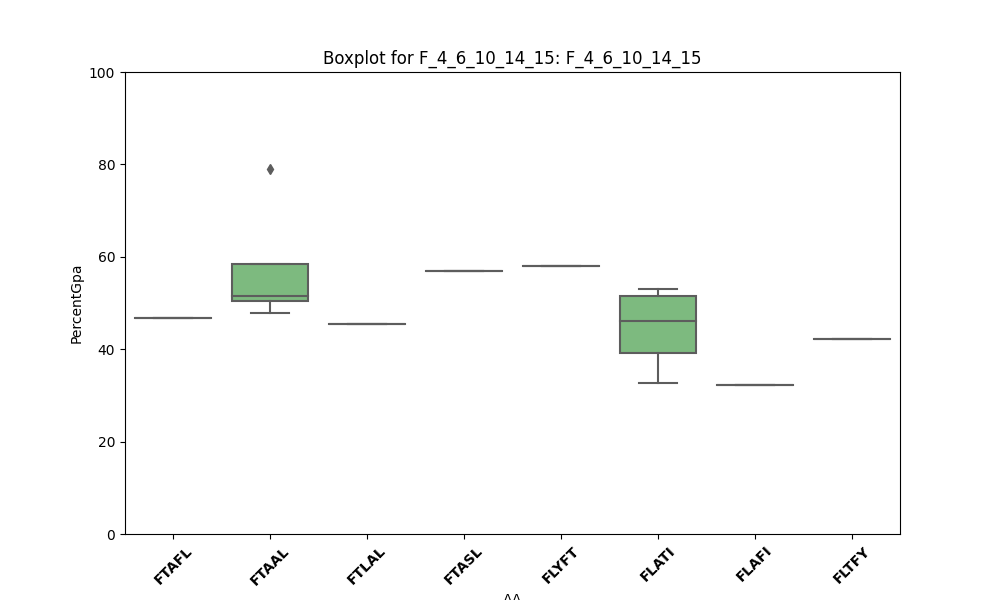 Boxplot for F_4_6_10_14_15: F_4_6_10_14_15
100
80
60
40
20
0
PercentGpa
FTAFL
FTAAL
FTLAL
FTASL
FLYFT
FLATI
FLAFI
FLTFY
AA